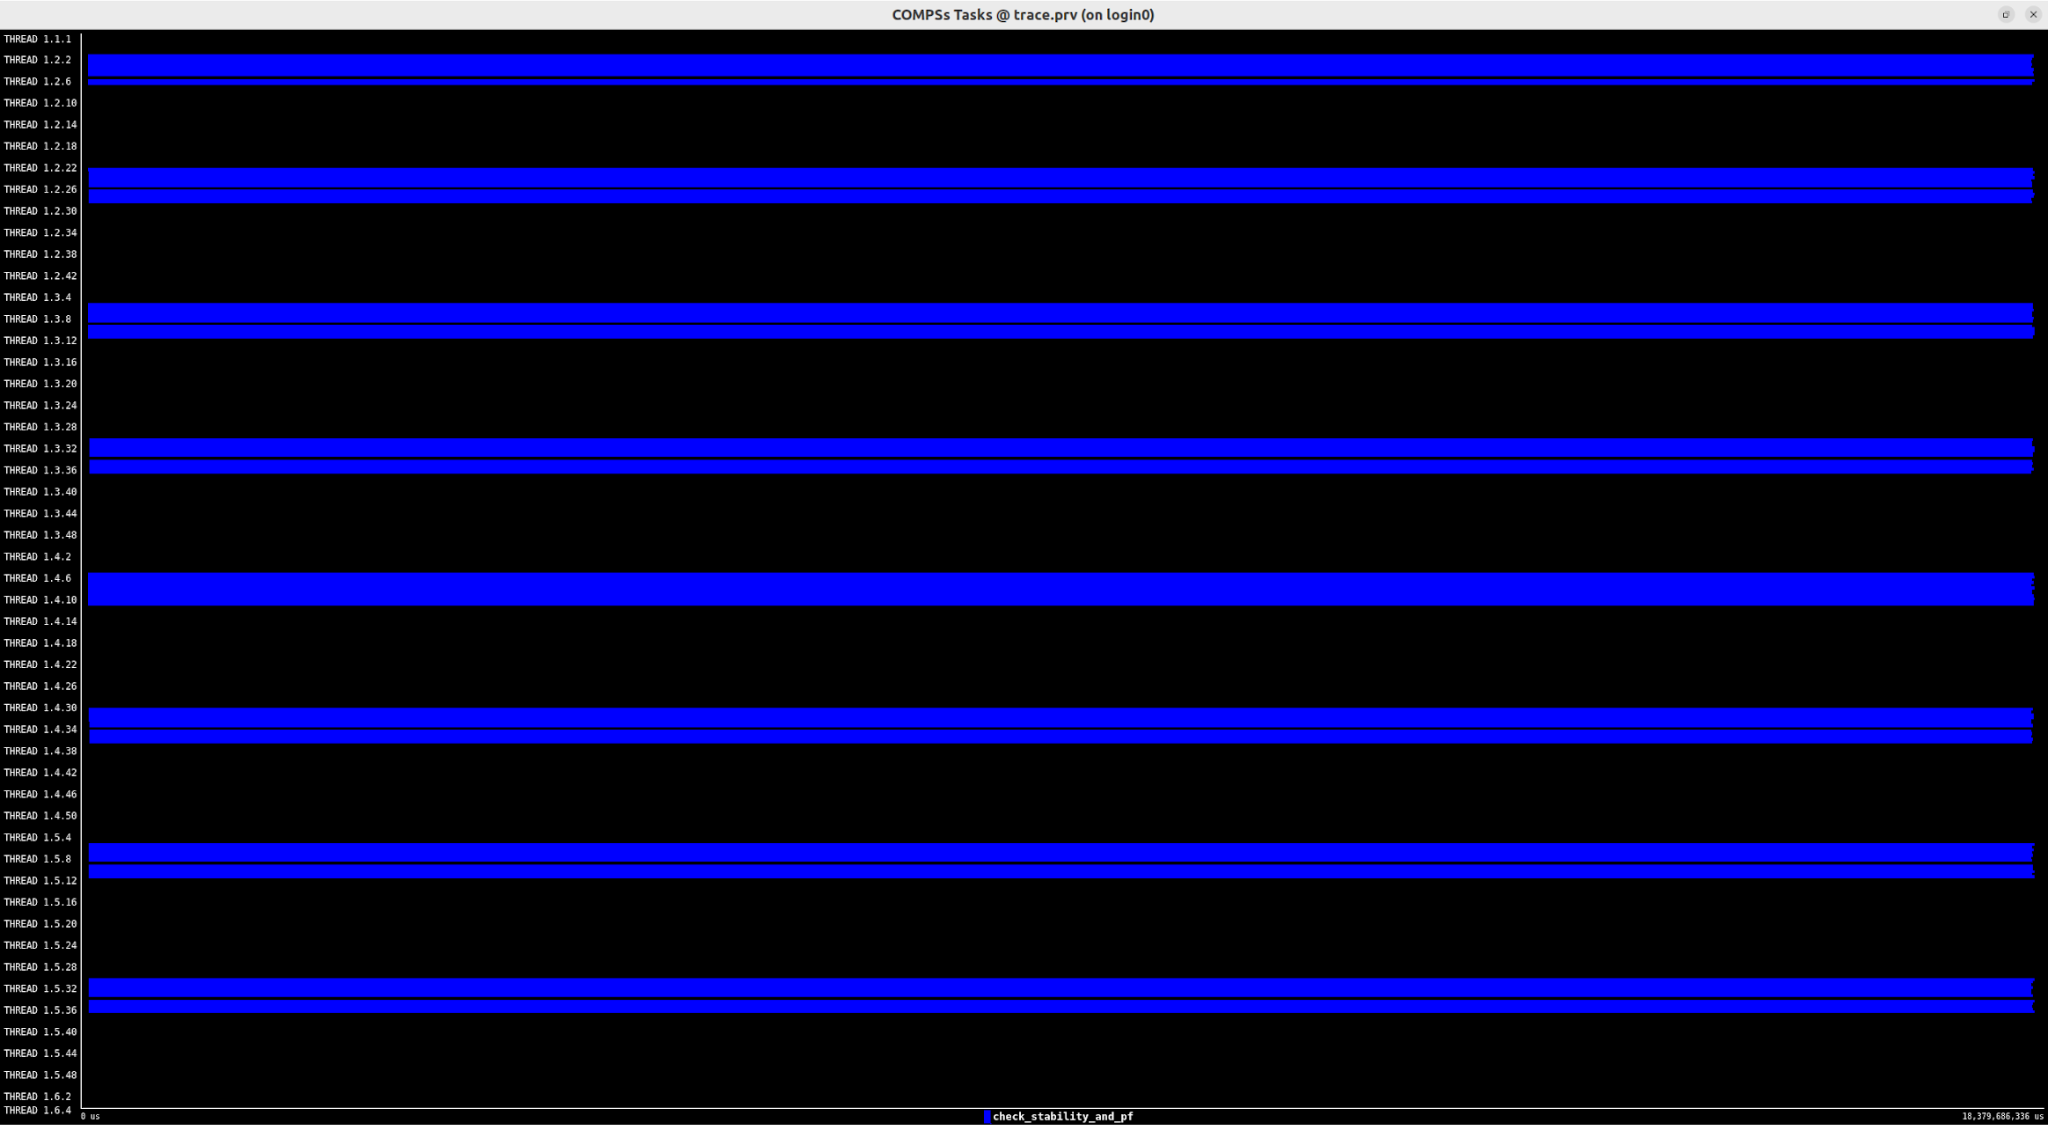 COMPSs Tasks @ trace.prv (on login0)
THREAD 1.1.1
THREAD 1.2.2
THREAD 1.2.6
THREAD 1.2.10
THREAD 1.2.14
THREAD 1.2.18
THREAD 1.2.22
THREAD 1.2.26
THREAD 1.2.30
THREAD 1.2.34
THREAD 1.2.38
THREAD 1.2.42
THREAD 1.3.4
THREAD 1.3.8
THREAD 1.3.12
THREAD 1.3.16
THREAD 1.3.20
THREAD 1.3.24
THREAD 1.3.28
THREAD 1.3.32
THREAD 1.3.36
THREAD 1.3.40
THREAD 1.3.44
THREAD 1.3.48
THREAD 1.4.2
THREAD 1.4.6
THREAD 1.4.10
THREAD 1.4.14
THREAD 1.4.18
THREAD 1.4.22
THREAD 1.4.26
THREAD 1.4.30
THREAD 1.4.34
THREAD 1.4.38
THREAD 1.4.42
THREAD 1.4.46
THREAD 1.4.50
THREAD 1.5.4
THREAD 1.5.8
THREAD 1.5.12
THREAD 1.5.16
THREAD 1.5.20
THREAD 1.5.24
THREAD 1.5.28
THREAD 1.5.32
THREAD 1.5.36
THREAD 1.5.40
THREAD 1.5.44
THREAD 1.5.48
THREAD 1.6.2
THREAD 1.6.4
0 us
check_stability_and_pf
18,379,686,336 us